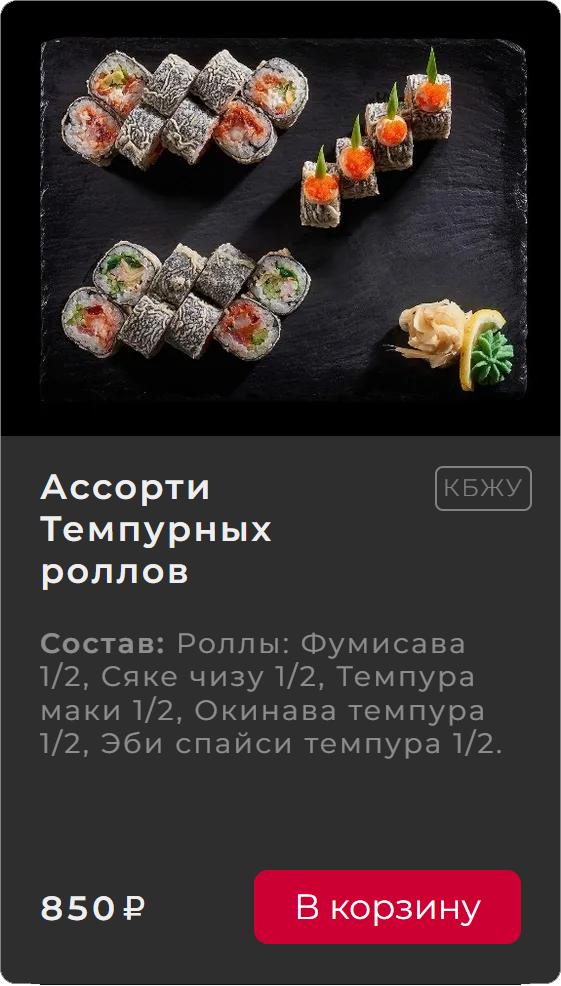 Ассорти
Темпурных
роллов
КБЖУ
Состав: Роллы: Фумисава
1/2, Сяке чизу 1/2, Темпура
маки 1/2, Окинава темпура
1/2, Эби спайси темпура 1/2.
850 ₽
В корзину